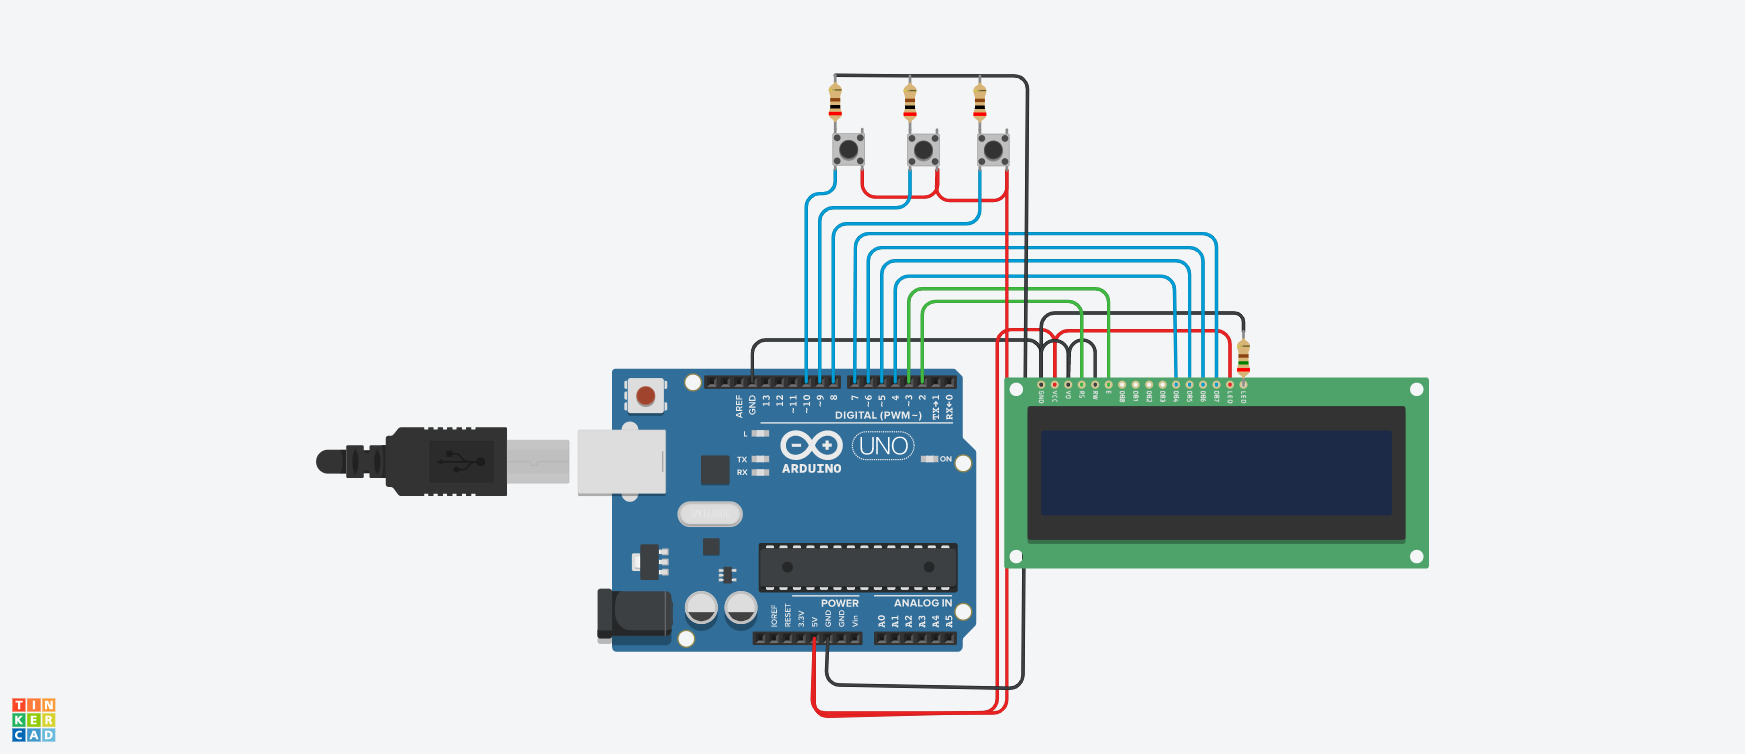 AREF
GND
13
12
~11
~10
~9
8
7
~6
~5
4
~3
2
TX→1
RX←0
DIGITAL (PWM~)
L
TX
RX
ARDUINO
UNO
ON
GND
VCC
V0
RS
RW
E
DB0
DB1
DB2
DB3
DB4
DB5
DB6
DB7
LED
LED
POWER
ANALOG IN
IOREF
RESET
3.3V
5V
GND
GND
Vin
A0
A1
A2
A3
A4
A5
TIN
KER
CAD